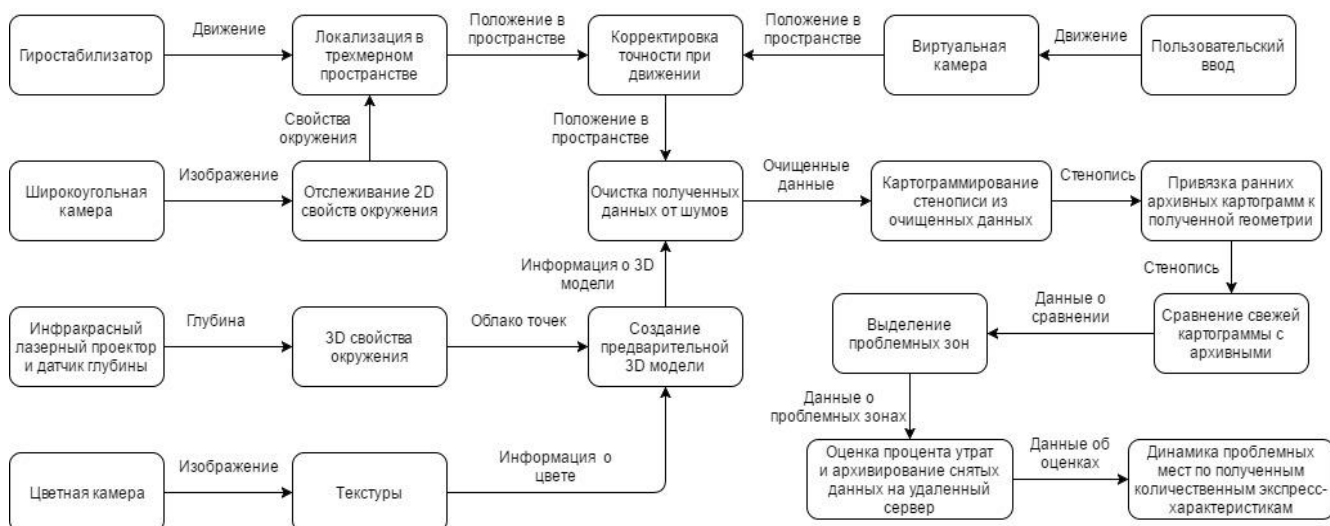 Гиростабилизатор
Движение
Локализация в
трехмерном
пространстве
Положение в
пространстве
Корректировка
точности при
движении
Положение в
пространстве
Виртуальная
камера
Движение
Пользовательский
ввод
Свойства
окружения
Положение в
пространстве
Широкоугольная
камера
Изображение
Отслеживание 2D
свойств окружения
Очистка полученных
данных от шумов
Очищенные
данные
Картограммирование
стенописи из
очищенных данных
Стенопись
Привязка ранних
архивных картограмм к
полученной геометрии
Информация о 3D
модели
Стенопись
Инфракрасный
лазерный проектор
и датчик глубины
Глубина
3D свойства
окружения
Облако точек
Создание
предварительной
3D модели
Выделение
проблемных зон
Данные о
сравнении
Сравнение свежей
картограммы с
архивными
Данные о
проблемных зонах
Цветная камера
Изображение
Текстуры
Информация о
цвете
Оценка процента утрат
и архивирование снятых
данных на удаленный
сервер
Данные об
оценках
Динамика проблемных
мест по полученным
количественным экспресс-
характеристикам